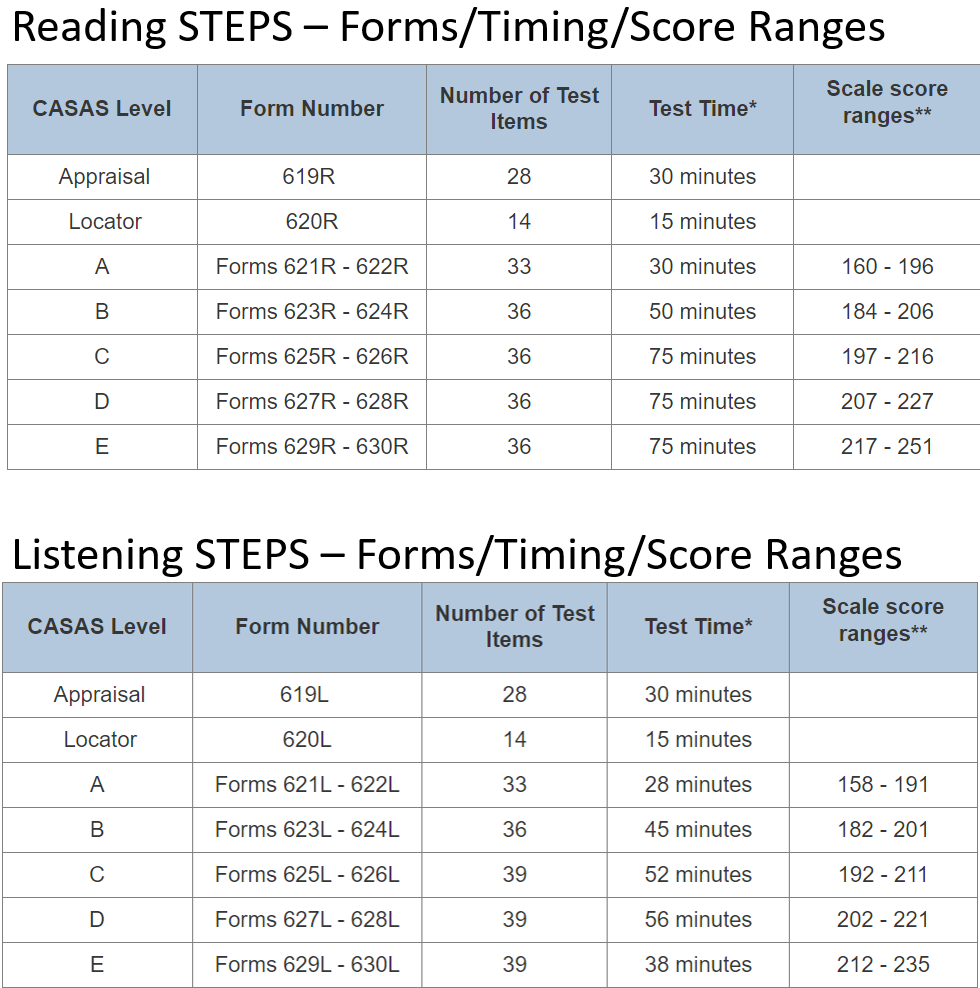 Reading STEPS – Forms/Timing/Score Ranges
CASAS Level Form Number Number of Test Items Test Time* Scale score ranges**
Appraisal 619R 28 30 minutes
Locator 620R 14 15 minutes
A Forms 621R - 622R 33 30 minutes 160 - 196
B Forms 623R - 624R 36 50 minutes 184 - 206
C Forms 625R - 626R 36 75 minutes 197 - 216
D Forms 627R - 628R 36 75 minutes 207 - 227
E Forms 629R - 630R 36 75 minutes 217 - 251
Listening STEPS – Forms/Timing/Score Ranges
CASAS Level Form Number Number of Test Items Test Time* Scale score ranges**
Appraisal 619L 28 30 minutes
Locator 620L 14 15 minutes
A Forms 621L - 622L 33 28 minutes 158 - 191
B Forms 623L - 624L 36 45 minutes 182 - 201
C Forms 625L - 626L 39 52 minutes 192 - 211
D Forms 627L - 628L 39 56 minutes 202 - 221
E Forms 629L - 630L 39 38 minutes 212 - 235